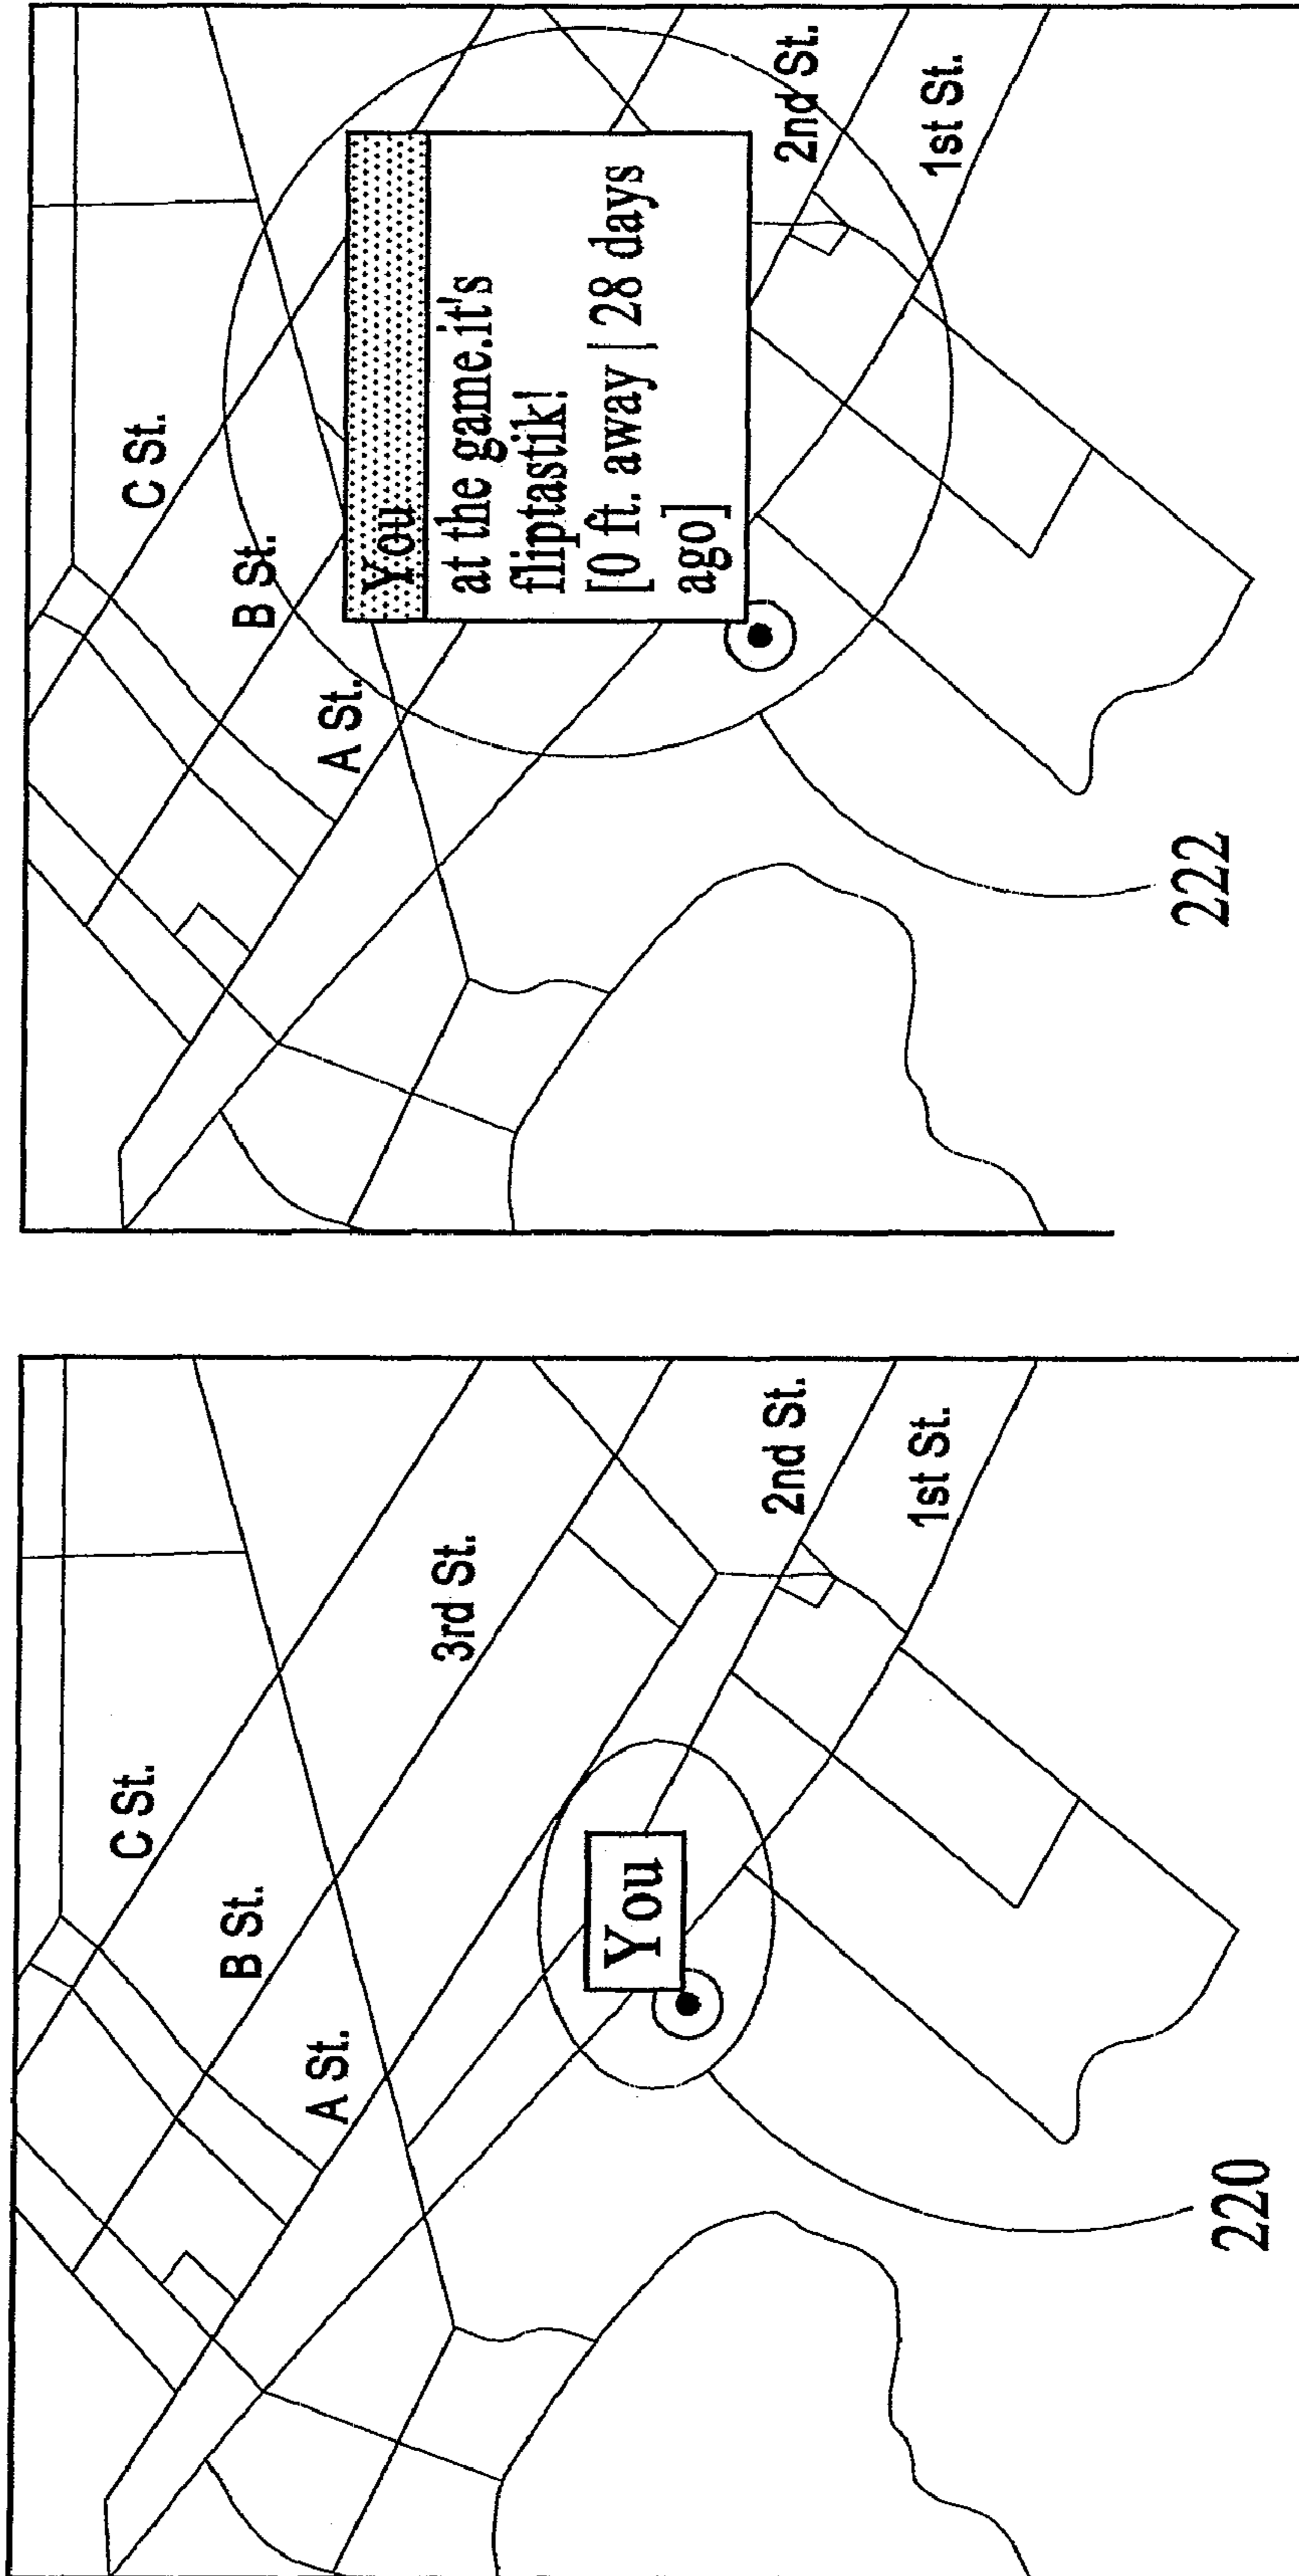 C St.
B St.
3rd St.
A St.
You
2nd St.
1st St.
220
C St.
B St.
A St.
You
at the game.it's
fliptastik!
[0 ft. away | 28 days
ago]
2nd St.
1st St.
222